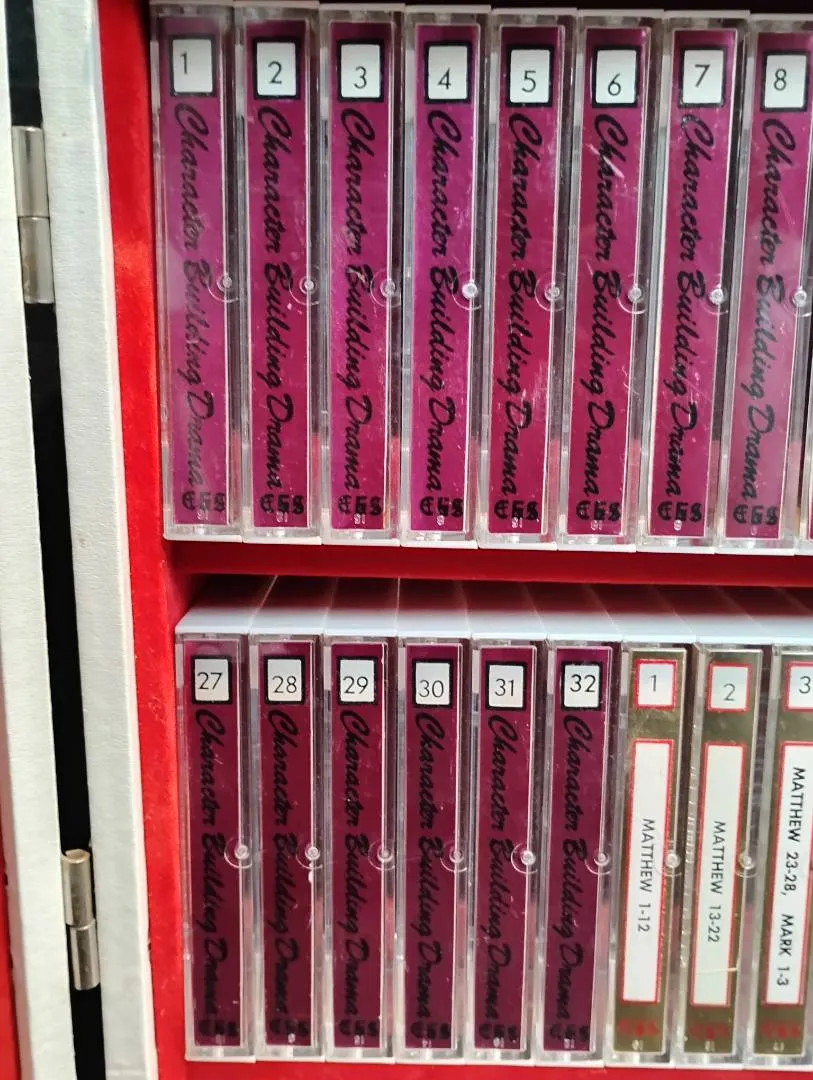 1 Character Building Drama
2 Character Building Drama
3 Character Building Drama
4 Character Building Drama
5 Character Building Drama
6 Character Building Drama
7 Character Building Drama
8 Character Building Drama
27 Character Building Drama
28 Character Building Drama
29 Character Building Drama
30 Character Building Drama
31 Character Building Drama
32 Character Building Drama
1 MATTHEW 1-12
2 MATTHEW 13-22
3 MATTHEW 23-28, MARK 1-3